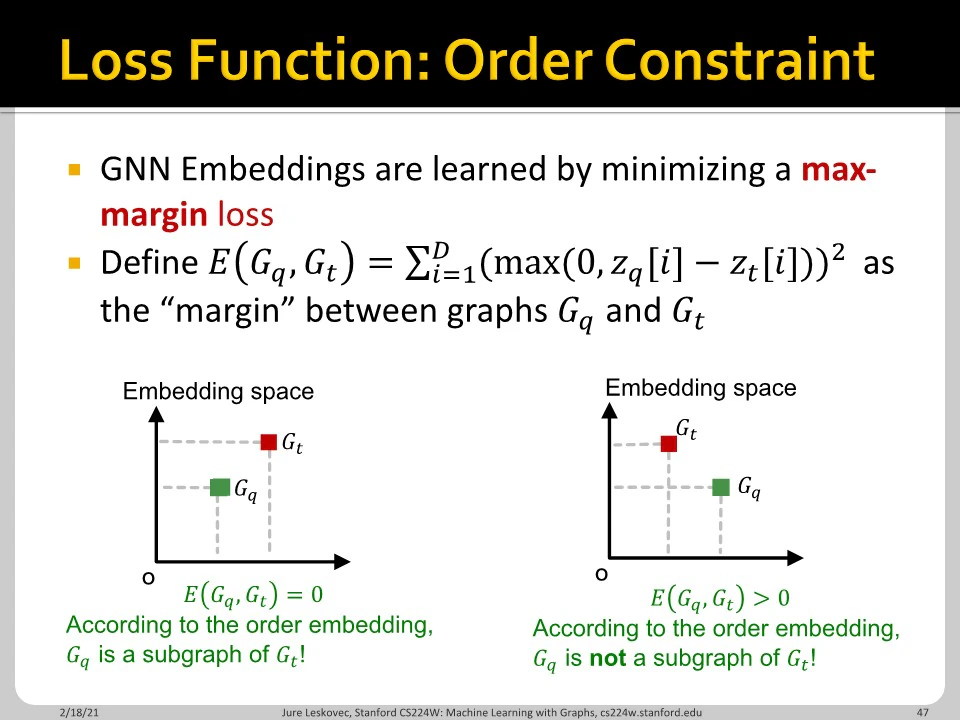 Loss Function: Order Constraint
GNN Embeddings are learned by minimizing a max-
margin loss
Define E(G_q, G_t) = ∑_{i=1}^{D}(max(0, z_q[i] − z_t[i]))² as
the “margin” between graphs G_q and G_t
Embedding space
G_t
G_q
o
E(G_q, G_t) = 0
According to the order embedding,
G_q is a subgraph of G_t!
Embedding space
G_t
G_q
o
E(G_q, G_t) > 0
According to the order embedding,
G_q is not a subgraph of G_t!
2/18/21
Jure Leskovec, Stanford CS224W: Machine Learning with Graphs, cs224w.stanford.edu
47